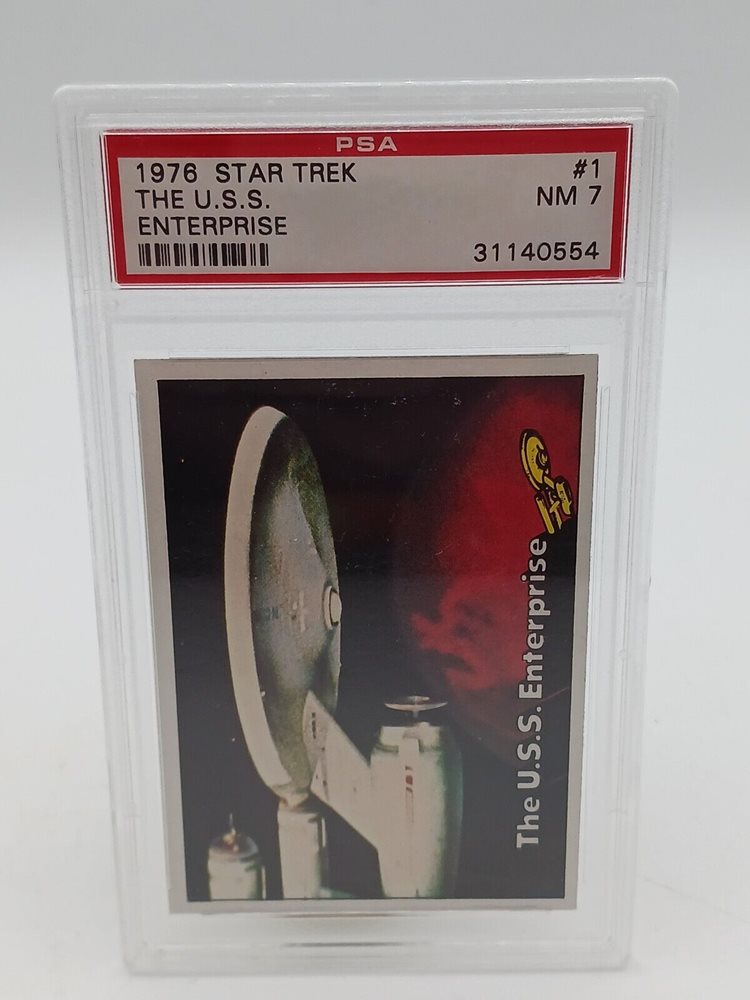 PSA
1976 STAR TREK #1
THE U.S.S. NM 7
ENTERPRISE
31140554
The U.S.S. Enterprise